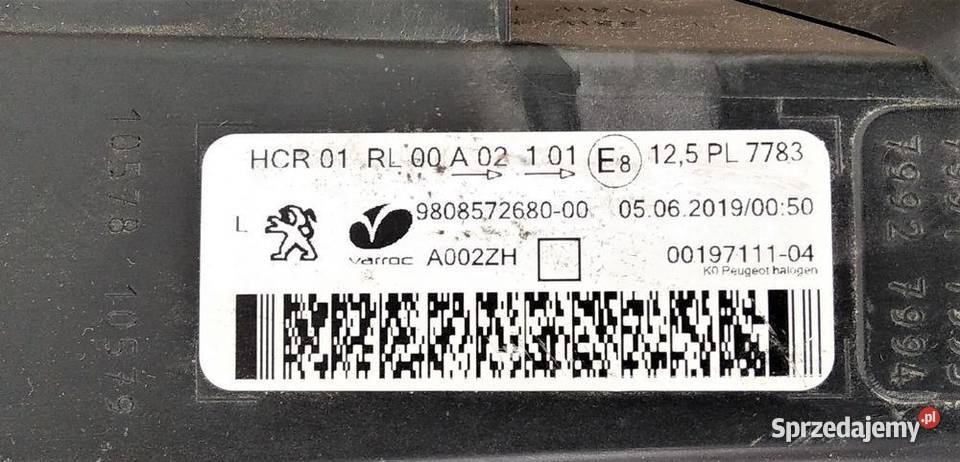 HCR 01 RL 00 A 02 1 01 E8 12,5 PL 7783
L varroc 9808572680-00 05.06.2019/00:50
A002ZH 00197111-04
K0 Peugeot halogen
10578 10579
7992 7994
Sprzedajemy.pl